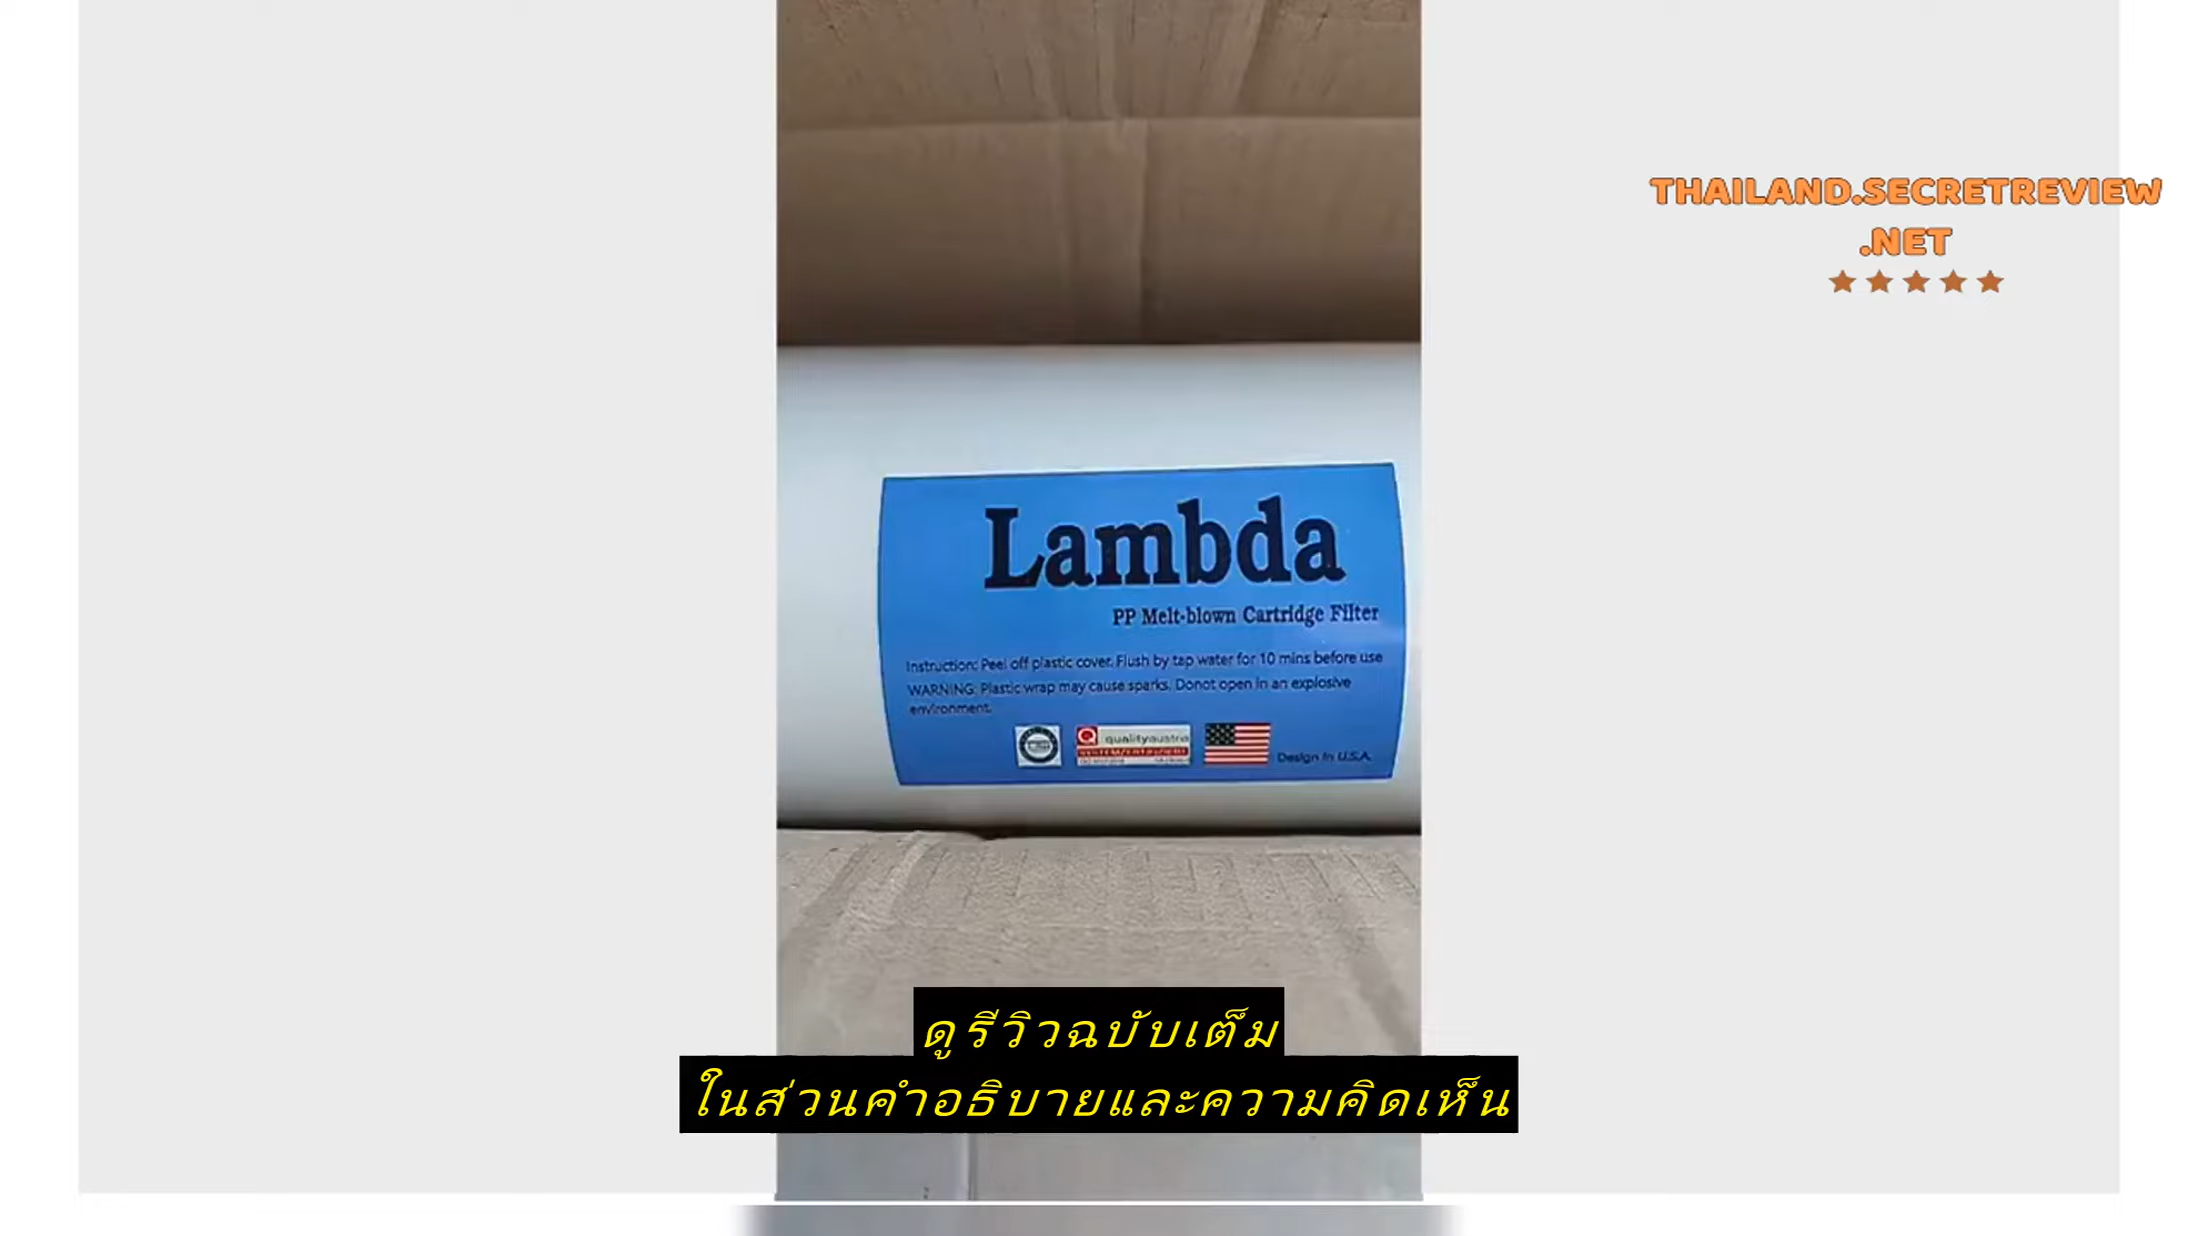 THAILAND.SECRETREVIEW
.NET
Lambda
PP Melt-blown Cartridge Filter
Instruction: Peel off plastic cover. Flush by tap water for 10 mins before use
WARNING: Plastic wrap may cause sparks. Donot open in an explosive
environment.
qualityaustria
Design in U.S.A.
ดูรีวิวฉบับเต็ม
ในส่วนคำอธิบายและความคิดเห็น